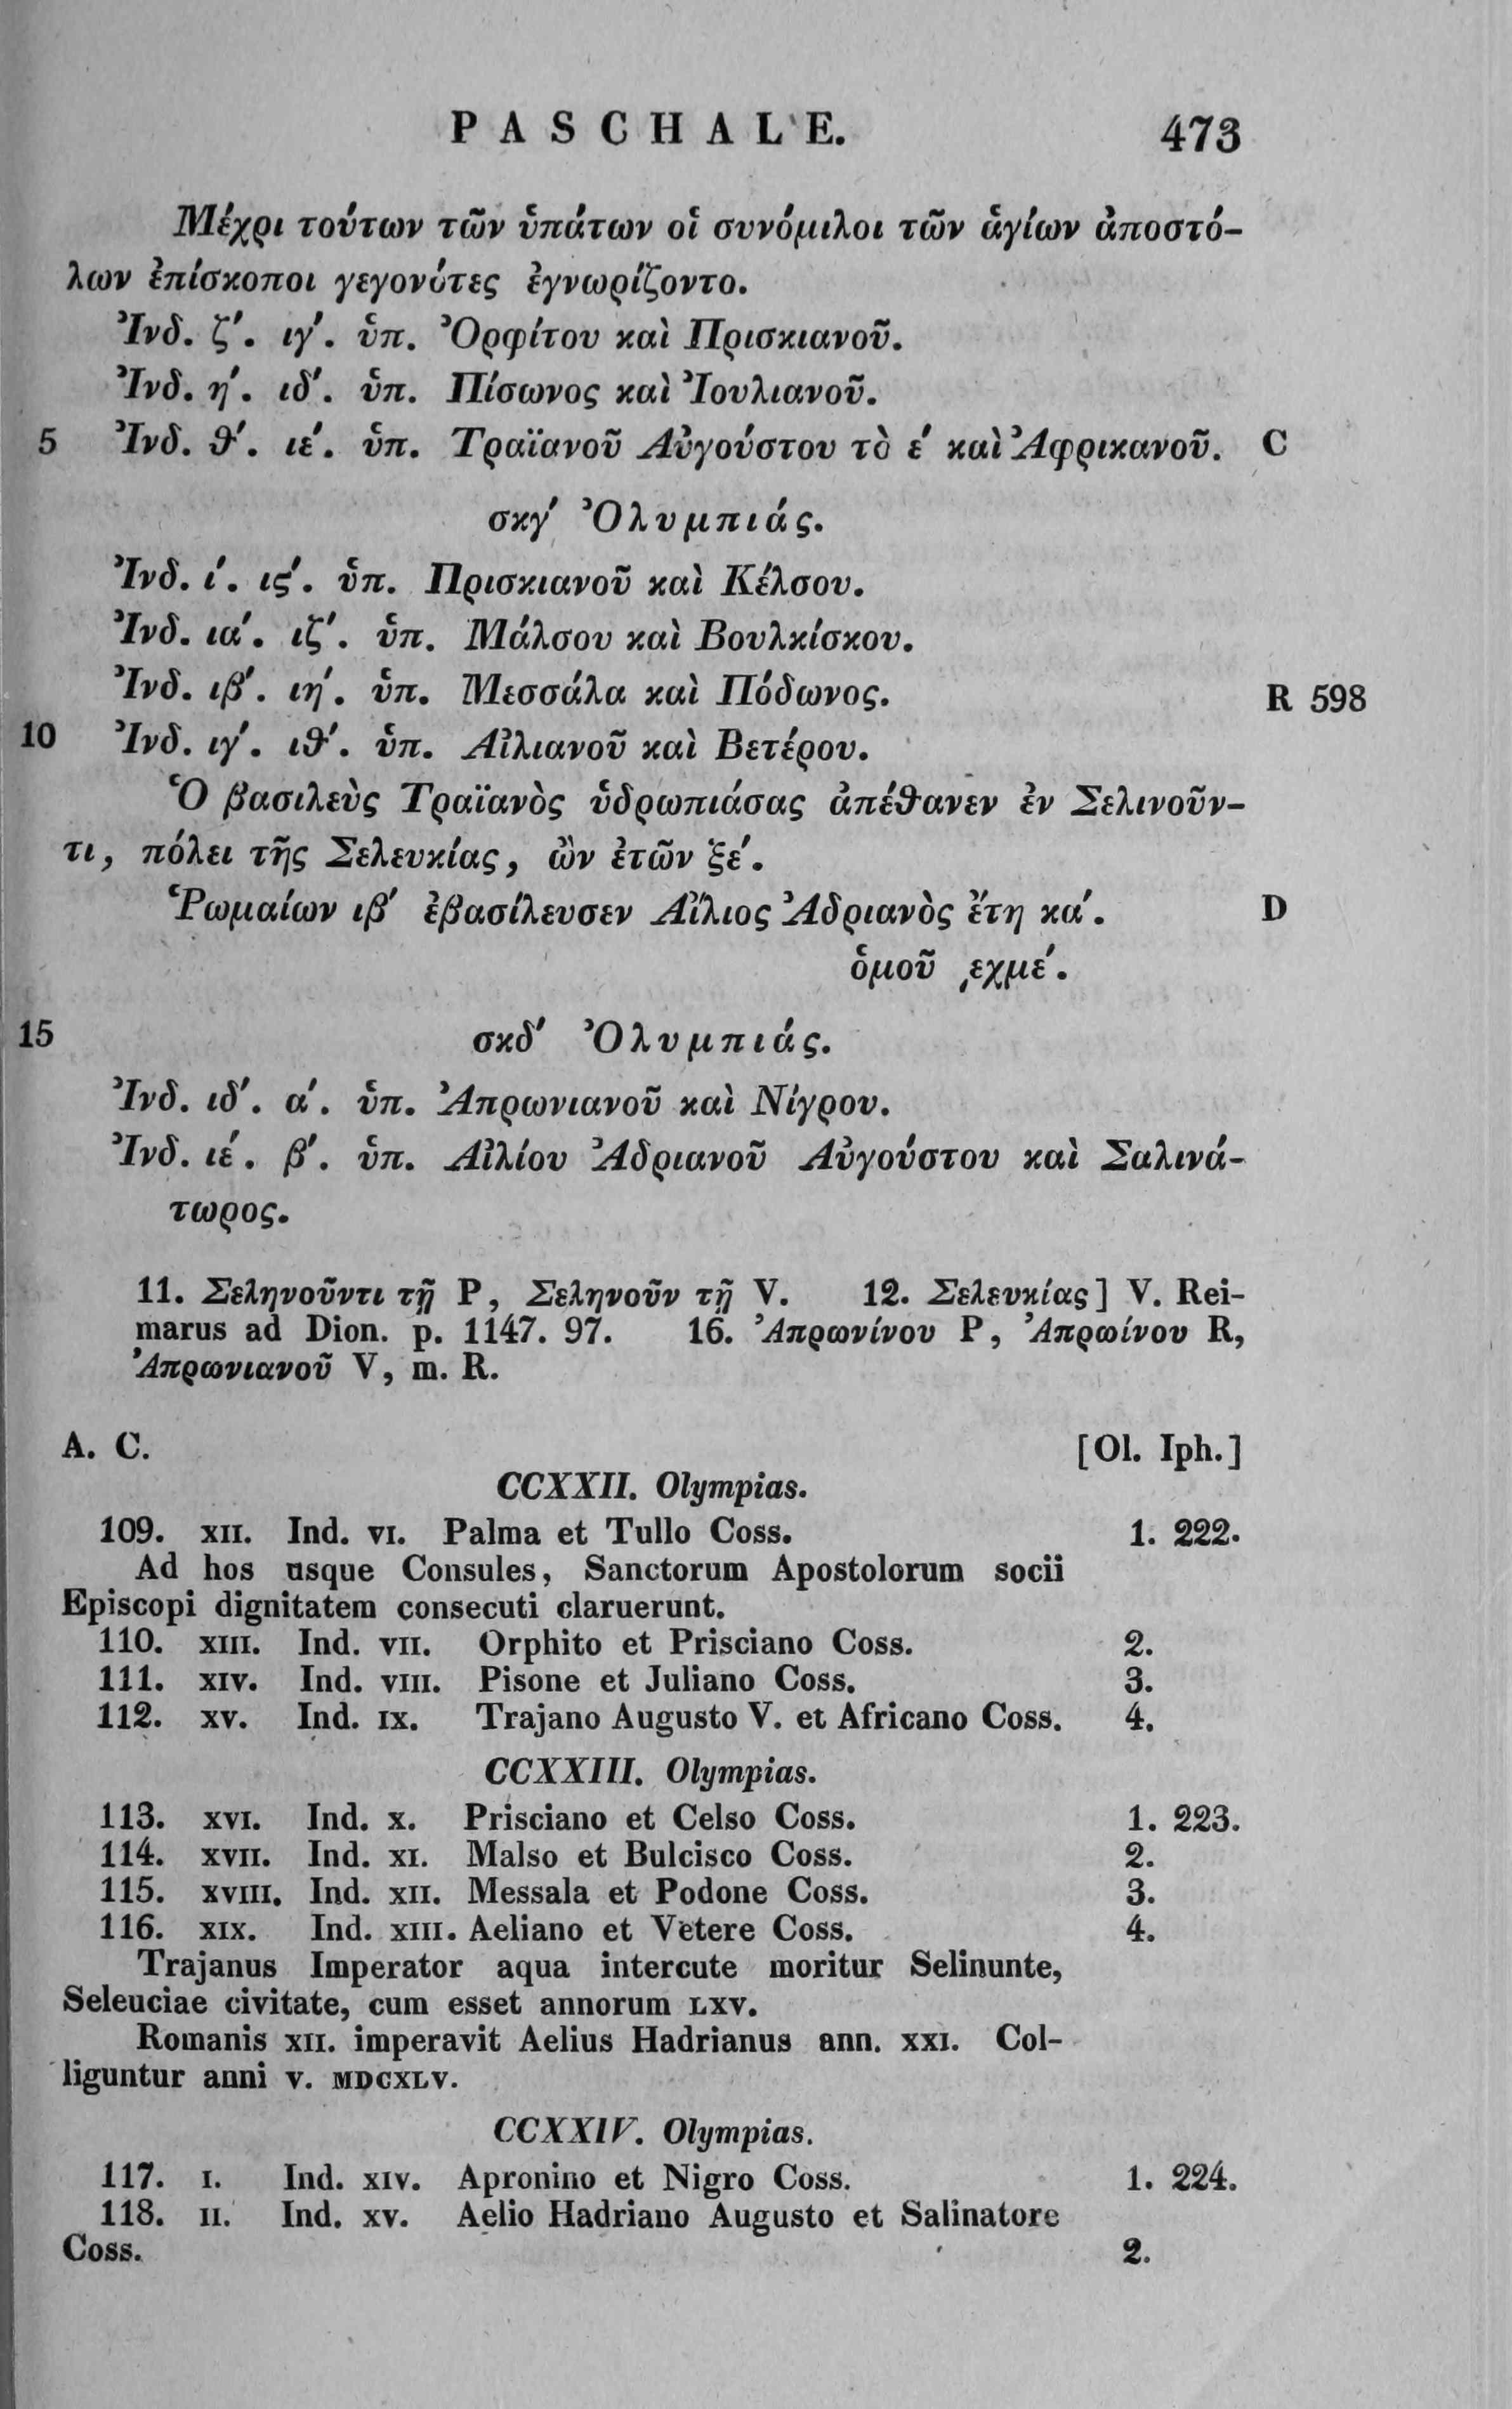 PASCHALE. 473
Μέχρι τούτων τῶν ὑπάτων οἱ συνόμιλοι τῶν ἁγίων ἀποστό-
λων ἐπίσκοποι γεγονότες ἐγνωρίζοντο.
Ἰνδ. ζ΄. ιγ΄. ὑπ. Ὀρφίτου καὶ Πρισκιανοῦ.
Ἰνδ. η΄. ιδ΄. ὑπ. Πίσωνος καὶ Ἰουλιανοῦ.
5 Ἰνδ. θ΄. ιέ. ὑπ. Τραϊανοῦ Αὐγούστου τὸ ε΄ καὶ Ἀφρικανοῦ. C
σκγ΄ Ὀλυμπιάς.
Ἰνδ. ί. ις΄. ὑπ. Πρισκιανοῦ καὶ Κέλσου.
Ἰνδ. ια΄. ιζ΄. ὑπ. Μάλσου καὶ Βουλκίσκου.
Ἰνδ. ιβ΄. ιη΄. ὑπ. Μεσσάλα καὶ Πόδωνος. R 598
10 Ἰνδ. ιγ΄. ιθ΄. ὑπ. Αἰλιανοῦ καὶ Βετέρου.
Ὁ βασιλεὺς Τραϊανὸς ὑδρωπιάσας ἀπέθανεν ἐν Σελινοῦν-
τι, πόλει τῆς Σελευκίας, ὢν ἐτῶν ξε΄.
Ῥωμαίων ιβ΄ ἐβασίλευσεν Αἴλιος Ἀδριανὸς ἔτη κα΄. D
ὁμοῦ ͵εχμε΄.
15 σκδ΄ Ὀλυμπιάς.
Ἰνδ. ιδ΄. α΄. ὑπ. Ἀπρωνιανοῦ καὶ Νίγρου.
Ἰνδ. ιέ. β΄. ὑπ. Αἰλίου Ἀδριανοῦ Αὐγούστου καὶ Σαλινά-
τωρος.
11. Σεληνοῦντι τῇ P, Σεληνοῦν τῇ V. 12. Σελευκίας] V. Rei-
marus ad Dion. p. 1147. 97. 16. Ἀπρωνίνου P, Ἀπρωίνου R,
Ἀπρωνιανοῦ V, m. R.
A. C. [Ol. Iph.]
CCXXII. Olympias.
109. XII. Ind. VI. Palma et Tullo Coss. 1. 222.
Ad hos usque Consules, Sanctorum Apostolorum socii
Episcopi dignitatem consecuti claruerunt.
110. XIII. Ind. VII. Orphito et Prisciano Coss. 2.
111. XIV. Ind. VIII. Pisone et Juliano Coss. 3.
112. XV. Ind. IX. Trajano Augusto V. et Africano Coss. 4.
CCXXIII. Olympias.
113. XVI. Ind. X. Prisciano et Celso Coss. 1. 223.
114. XVII. Ind. XI. Malso et Bulcisco Coss. 2.
115. XVIII. Ind. XII. Messala et Podone Coss. 3.
116. XIX. Ind. XIII. Aeliano et Vetere Coss. 4.
Trajanus Imperator aqua intercute moritur Selinunte,
Seleuciae civitate, cum esset annorum LXV.
Romanis XII. imperavit Aelius Hadrianus ann. XXI. Col-
liguntur anni V. MDCXLV.
CCXXIV. Olympias.
117. I. Ind. XIV. Apronino et Nigro Coss. 1. 224.
118. II. Ind. XV. Aelio Hadriano Augusto et Salinatore
Coss. 2.